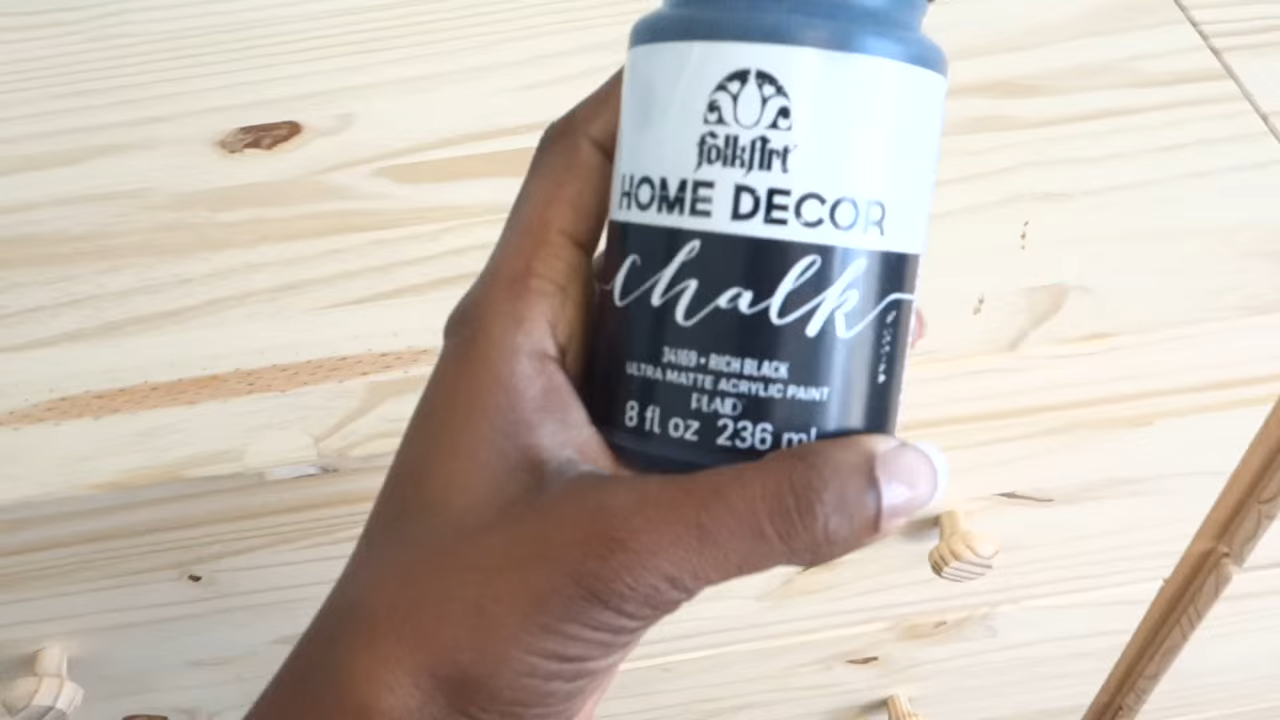 folkArt
HOME DECOR
chalk
34169 • RICH BLACK
ULTRA MATTE ACRYLIC PAINT
PLAID
8 fl oz 236 ml